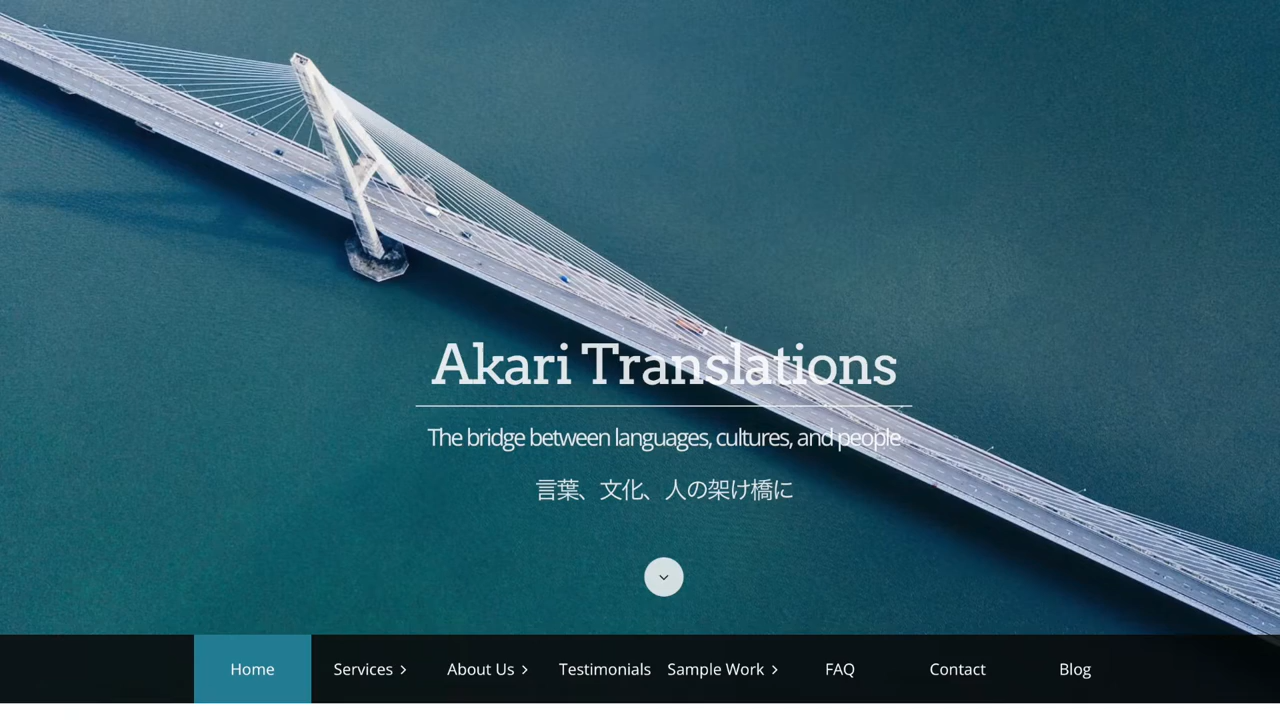 Akari Translations
The bridge between languages, cultures, and people
言葉、文化、人の架け橋に
Home Services About Us Testimonials Sample Work FAQ Contact Blog